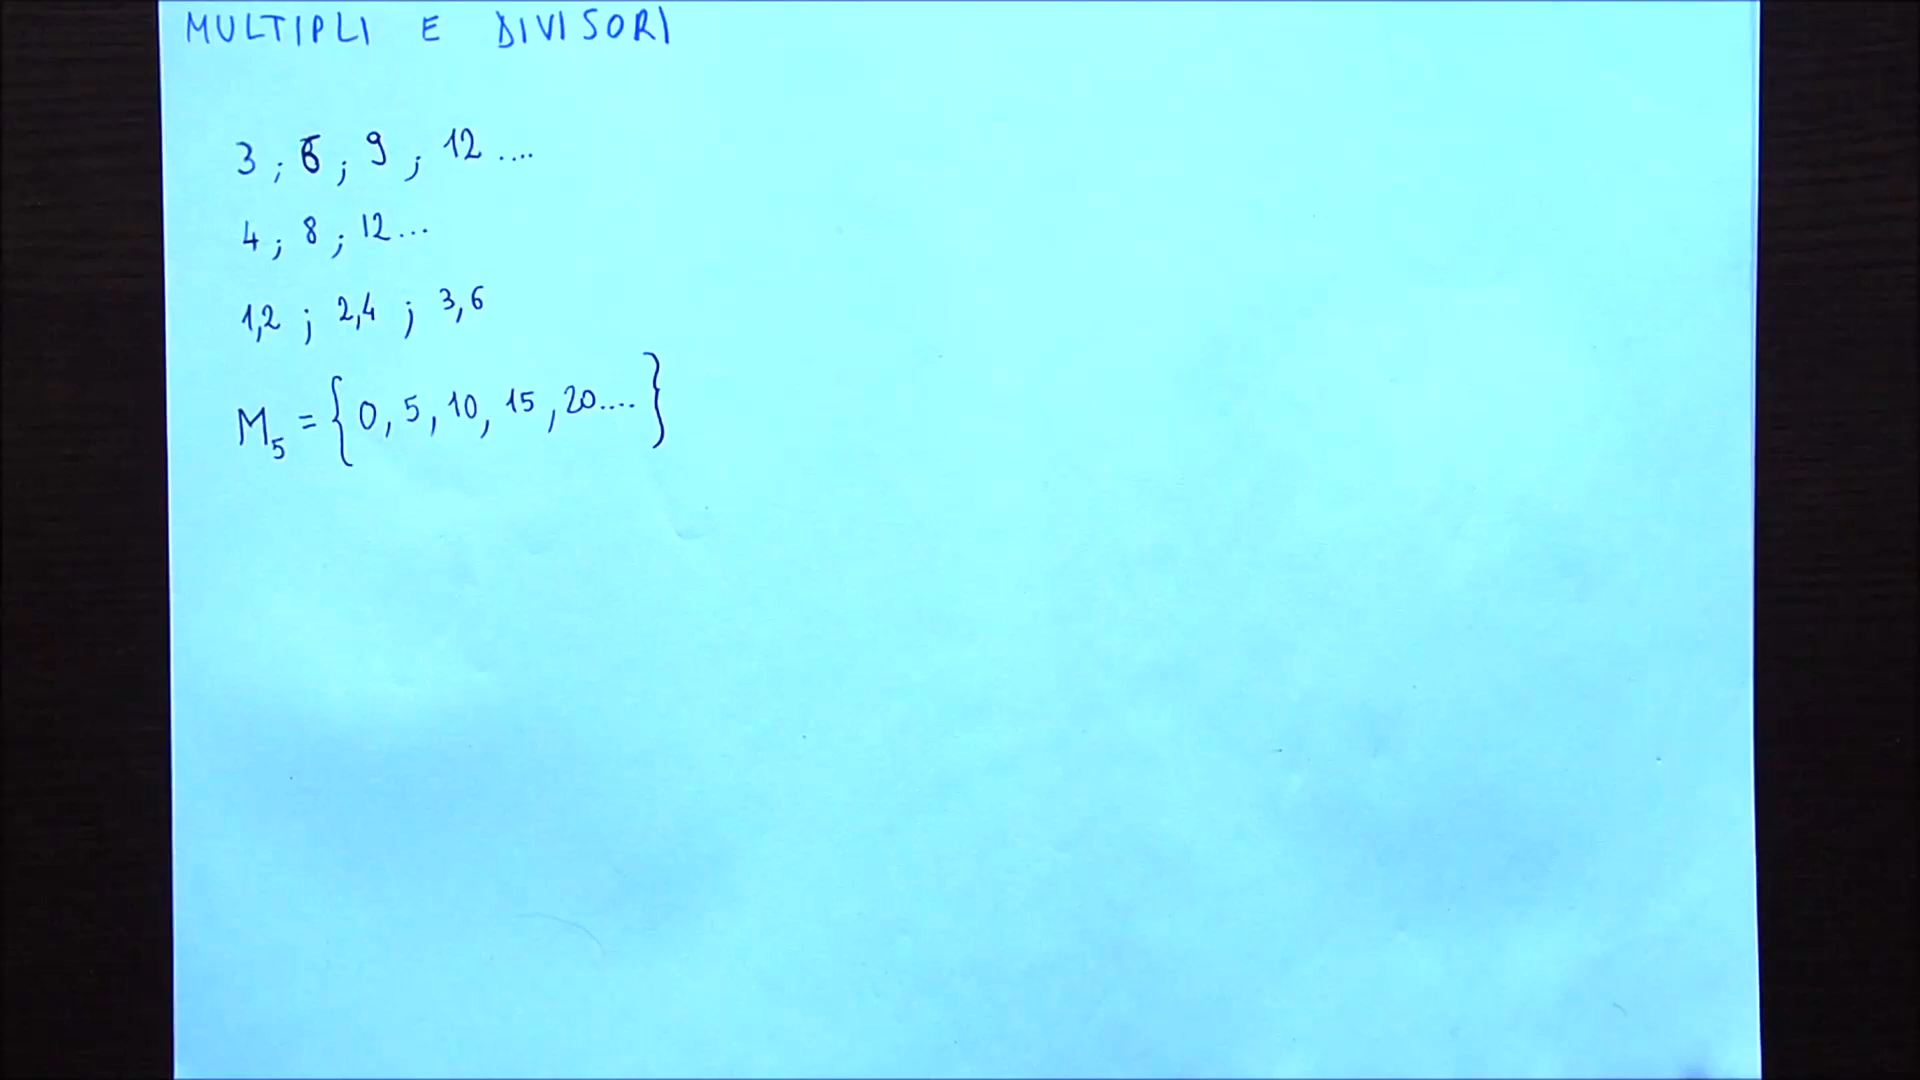 MULTIPLI E DIVISORI
3 ; 6 ; 9 ; 12 ....
4 ; 8 ; 12 ...
1,2 ; 2,4 ; 3,6
M₅ = { 0, 5, 10, 15, 20 .... }